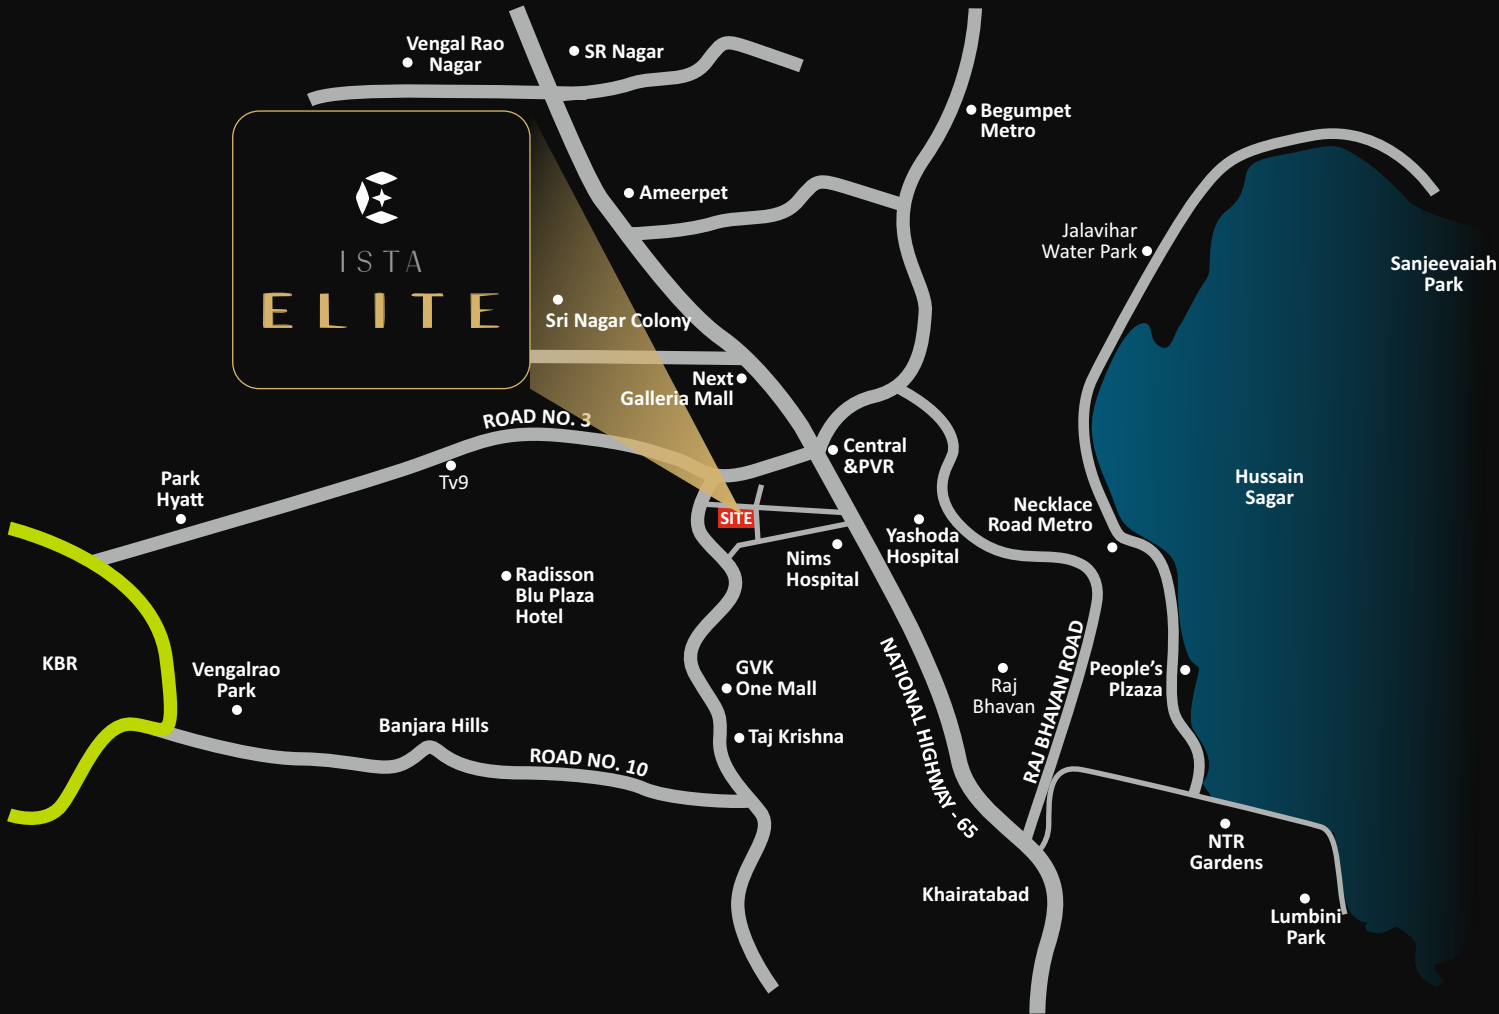 Vengal Rao
Nagar
SR Nagar
Begumpet
Metro
Ameerpet
Jalavihar
Water Park
Sanjeevaiah
Park
ISTA
ELITE
Sri Nagar Colony
Next
Galleria Mall
ROAD NO. 3
Central
&PVR
Tv9
Park
Hyatt
Hussain
Sagar
Necklace
Road Metro
SITE
Yashoda
Hospital
Nims
Hospital
Radisson
Blu Plaza
Hotel
KBR
Vengalrao
Park
GVK
One Mall
Raj
Bhavan
People's
Plzaza
NATIONAL HIGHWAY - 65
RAJ BHAVAN ROAD
Banjara Hills
Taj Krishna
ROAD NO. 10
NTR
Gardens
Khairatabad
Lumbini
Park